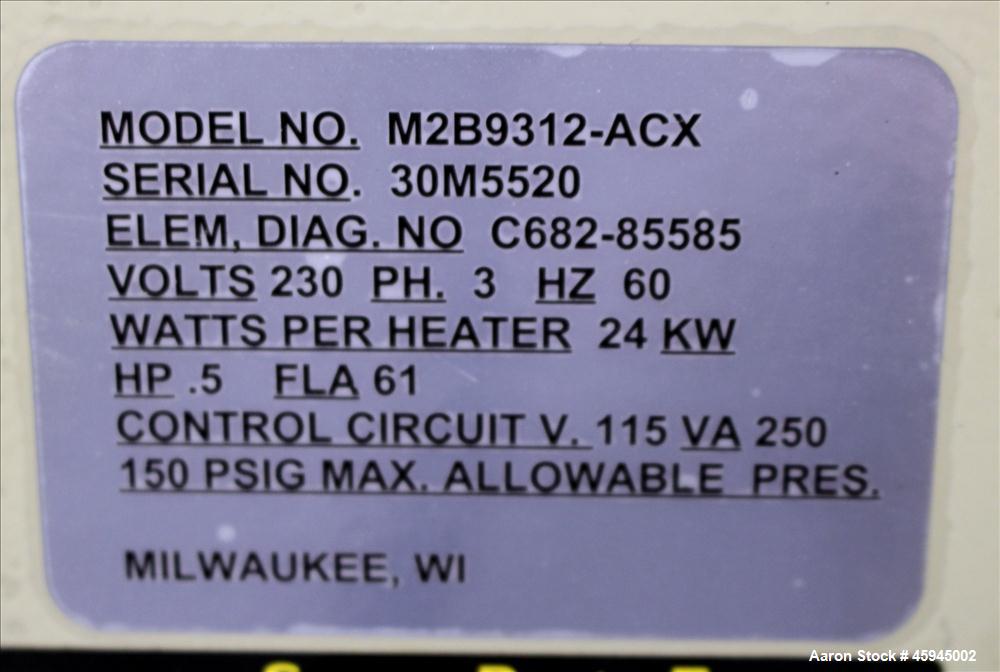 MODEL NO. M2B9312-ACX
SERIAL NO. 30M5520
ELEM, DIAG. NO C682-85585
VOLTS 230 PH. 3 HZ 60
WATTS PER HEATER 24 KW
HP .5 FLA 61
CONTROL CIRCUIT V. 115 VA 250
150 PSIG MAX. ALLOWABLE PRES.
MILWAUKEE, WI
Aaron Stock # 45945002